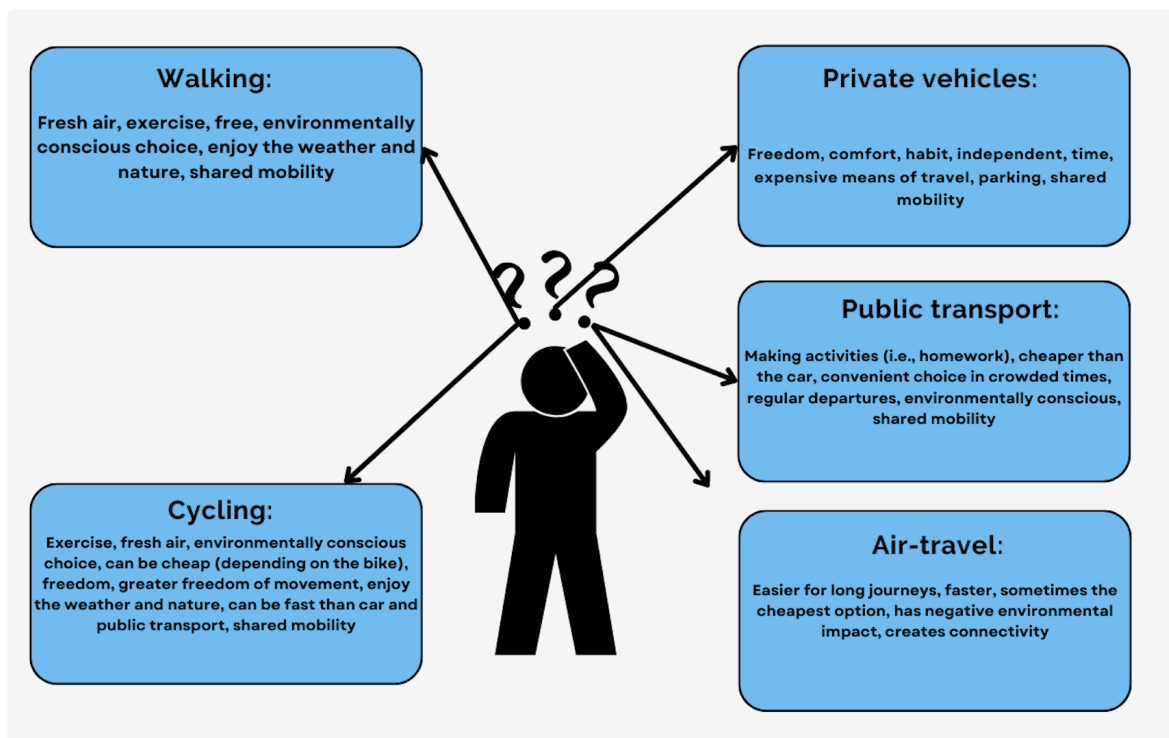 Walking:
Fresh air, exercise, free, environmentally
conscious choice, enjoy the weather and
nature, shared mobility
Private vehicles:
Freedom, comfort, habit, independent, time,
expensive means of travel, parking, shared
mobility
? ? ?
Public transport:
Making activities (i.e., homework), cheaper than
the car, convenient choice in crowded times,
regular departures, environmentally conscious,
shared mobility
Cycling:
Exercise, fresh air, environmentally conscious
choice, can be cheap (depending on the bike),
freedom, greater freedom of movement, enjoy
the weather and nature, can be fast than car and
public transport, shared mobility
Air-travel:
Easier for long journeys, faster, sometimes the
cheapest option, has negative environmental
impact, creates connectivity